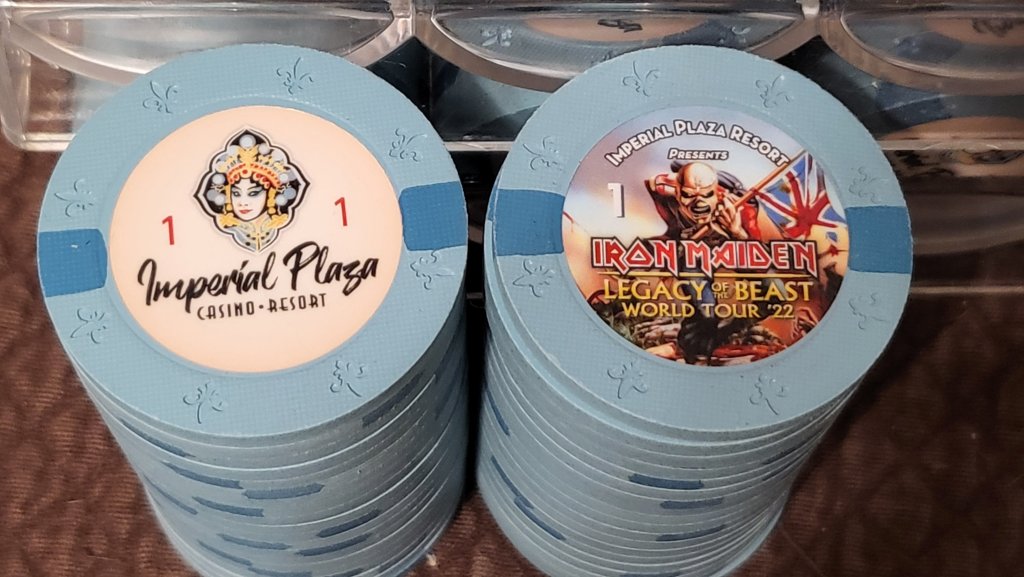 1 1
Imperial Plaza
CASINO • RESORT
IMPERIAL PLAZA RESORT
PRESENTS
1
IRON MAIDEN
LEGACY OF THE BEAST
WORLD TOUR '22